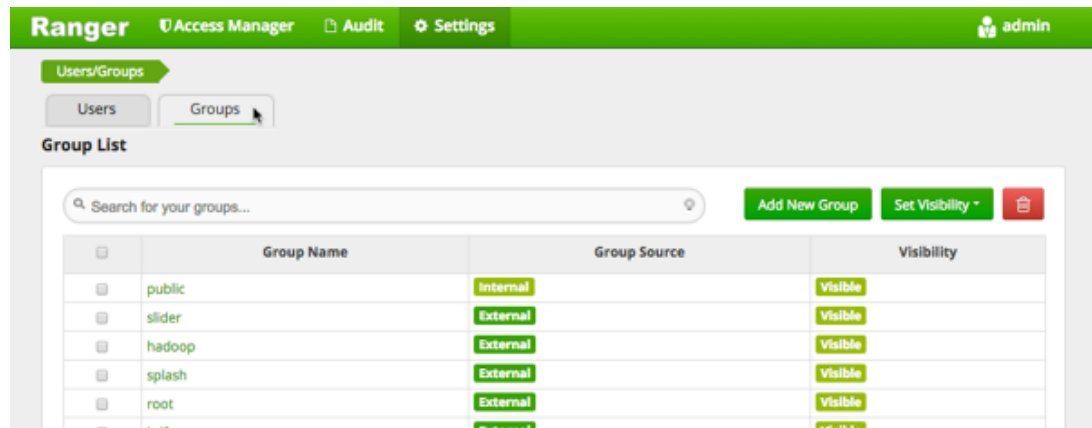 Ranger Access Manager Audit Settings admin
Users/Groups
Users Groups
Group List
Search for your groups... Add New Group Set Visibility
Group Name Group Source Visibility
public Internal Visible
slider External Visible
hadoop External Visible
splash External Visible
root External Visible